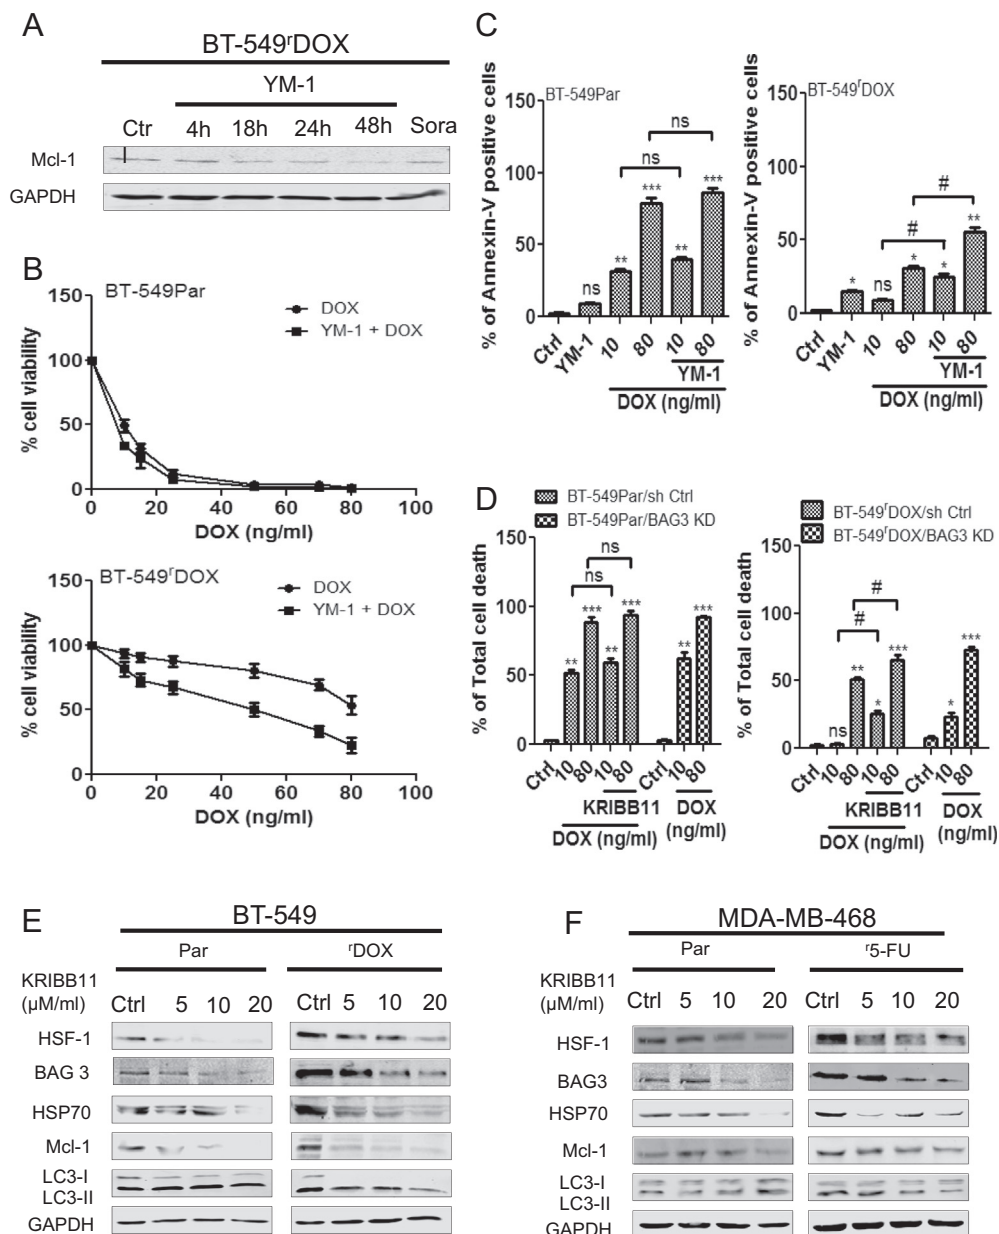 A
BT-549ʳDOX
YM-1
Ctr 4h 18h 24h 48h Sora
Mcl-1
GAPDH
B
150
BT-549Par
DOX
YM-1 + DOX
100
50
0
% cell viability
0 20 40 60 80 100
DOX (ng/ml)
150
BT-549ʳDOX
DOX
YM-1 + DOX
100
50
0
% cell viability
0 20 40 60 80 100
DOX (ng/ml)
C
% of Annexin-V positive cells
150
BT-549Par
100
50
0
ns
ns
ns
**
***
**
***
Ctrl YM-1 10 80 10 80
YM-1
DOX (ng/ml)
% of Annexin-V positive cells
150
BT-549ʳDOX
100
50
0
#
#
*
ns
*
*
**
Ctrl YM-1 10 80 10 80
YM-1
DOX (ng/ml)
D
BT-549Par/sh Ctrl
BT-549Par/BAG3 KD
% of Total cell death
150
100
50
0
ns
ns
**
***
**
***
**
***
Ctrl 10 80 10 80 Ctrl 10 80
KRIBB11
DOX (ng/ml)
DOX
(ng/ml)
BT-549ʳDOX/sh Ctrl
BT-549ʳDOX/BAG3 KD
% of Total cell death
150
100
50
0
#
#
ns
**
*
***
*
***
Ctrl 10 80 10 80 Ctrl 10 80
KRIBB11
DOX (ng/ml)
DOX
(ng/ml)
E
BT-549
Par ʳDOX
KRIBB11
(µM/ml)
Ctrl 5 10 20 Ctrl 5 10 20
HSF-1
BAG 3
HSP70
Mcl-1
LC3-I
LC3-II
GAPDH
F
MDA-MB-468
Par ʳ5-FU
KRIBB11
(µM/ml)
Ctrl 5 10 20 Ctrl 5 10 20
HSF-1
BAG3
HSP70
Mcl-1
LC3-I
LC3-II
GAPDH